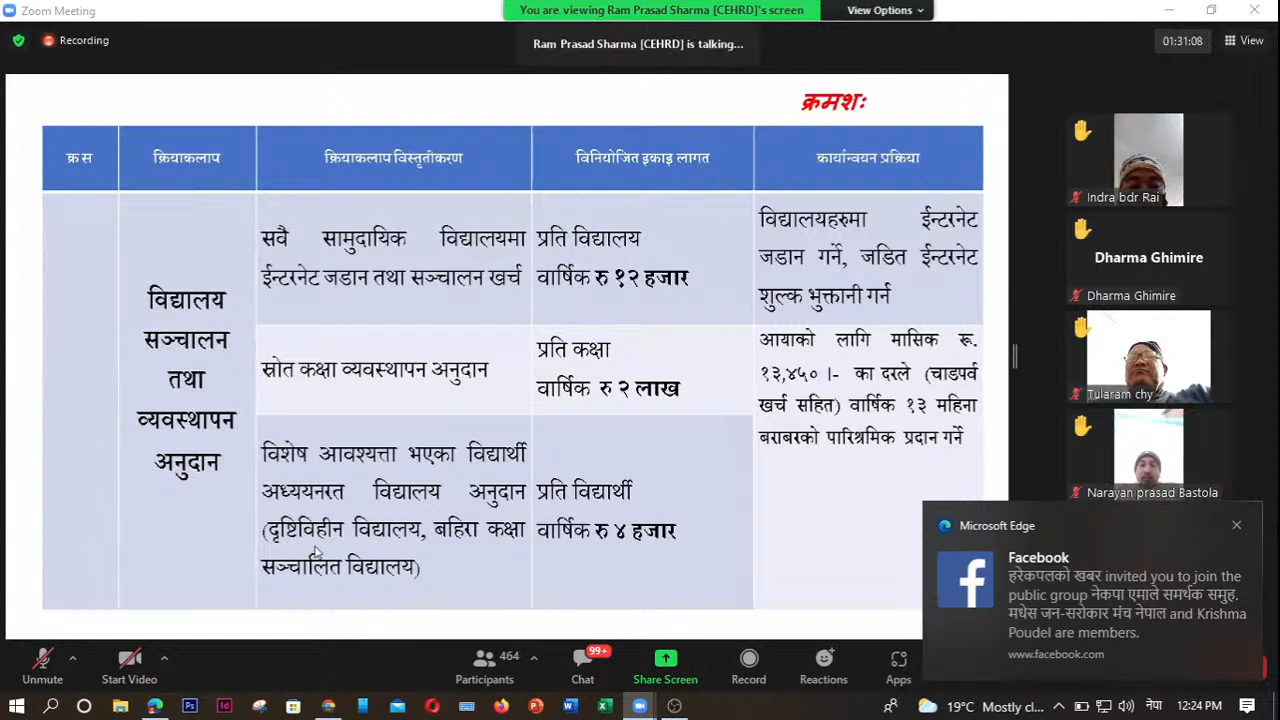 Zoom Meeting
You are viewing Ram Prasad Sharma [CEHRD]'s screen
View Options
Recording
Ram Prasad Sharma [CEHRD] is talking...
01:31:08
View
क्रमशः
क्र स
क्रियाकलाप
क्रियाकलाप विस्तृतीकरण
विनियोजित इकाइ लागत
कार्यान्वयन प्रक्रिया
विद्यालय
सञ्चालन
तथा
व्यवस्थापन
अनुदान
सवै सामुदायिक विद्यालयमा
ईन्टरनेट जडान तथा सञ्चालन खर्च
प्रति विद्यालय
वार्षिक रु १२ हजार
विद्यालयहरुमा ईन्टरनेट
जडान गर्ने, जडित ईन्टरनेट
शुल्क भुक्तानी गर्न
स्रोत कक्षा व्यवस्थापन अनुदान
प्रति कक्षा
वार्षिक रु २ लाख
आयाको लागि मासिक रू.
१३,४५० ।- का दरले (चाडपर्व
खर्च सहित) वार्षिक १३ महिना
बराबरको पारिश्रमिक प्रदान गर्ने
विशेष आवश्यत्ता भएका विद्यार्थी
अध्ययनरत विद्यालय अनुदान
(दृष्टिविहीन विद्यालय, बहिरा कक्षा
सञ्चालित विद्यालय)
प्रति विद्यार्थी
वार्षिक रु ४ हजार
Indra bdr Rai
Dharma Ghimire
Dharma Ghimire
Tularam chy
Narayan prasad Bastola
Microsoft Edge
Facebook
हरेकपलको खबर invited you to join the
public group नेकपा एमाले समर्थक समुह.
मधेस जन-सरोकार मंच नेपाल and Krishma
Poudel are members.
www.facebook.com
Unmute
Start Video
464
Participants
99+
Chat
Share Screen
Record
Reactions
Apps
19°C Mostly cl...
नेपा
12:24 PM